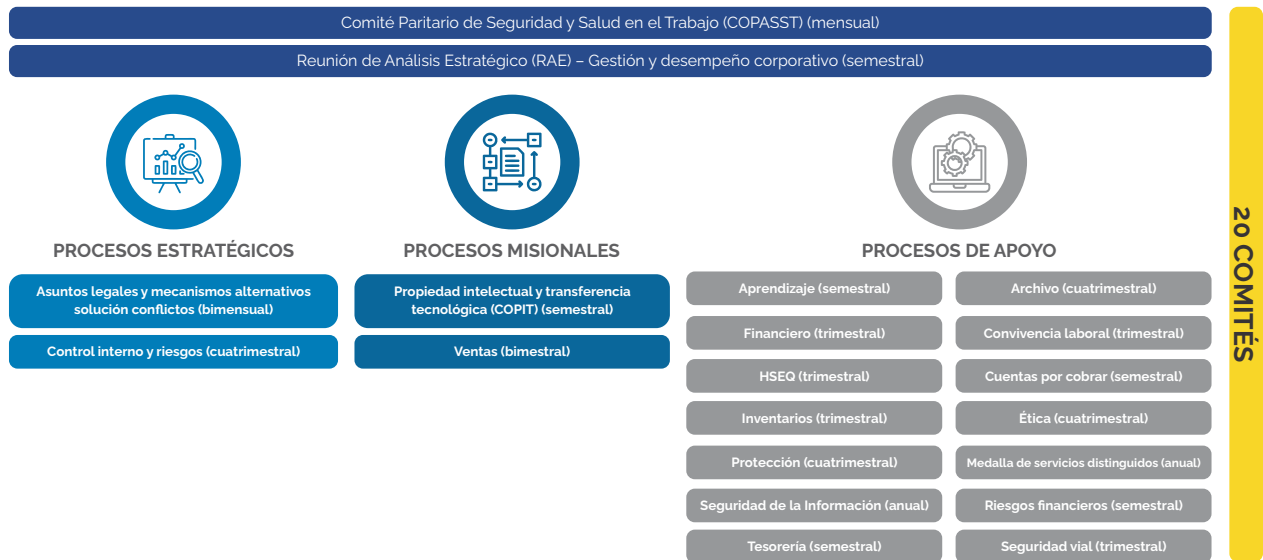 Comité Paritario de Seguridad y Salud en el Trabajo (COPASST) (mensual)
Reunión de Análisis Estratégico (RAE) – Gestión y desempeño corporativo (semestral)
PROCESOS ESTRATÉGICOS
Asuntos legales y mecanismos alternativos
solución conflictos (bimensual)
Control interno y riesgos (cuatrimestral)
PROCESOS MISIONALES
Propiedad intelectual y transferencia
tecnológica (COPIT) (semestral)
Ventas (bimestral)
PROCESOS DE APOYO
Aprendizaje (semestral)
Archivo (cuatrimestral)
Financiero (trimestral)
Convivencia laboral (trimestral)
HSEQ (trimestral)
Cuentas por cobrar (semestral)
Inventarios (trimestral)
Ética (cuatrimestral)
Protección (cuatrimestral)
Medalla de servicios distinguidos (anual)
Seguridad de la Información (anual)
Riesgos financieros (semestral)
Tesorería (semestral)
Seguridad vial (trimestral)
20 COMITÉS